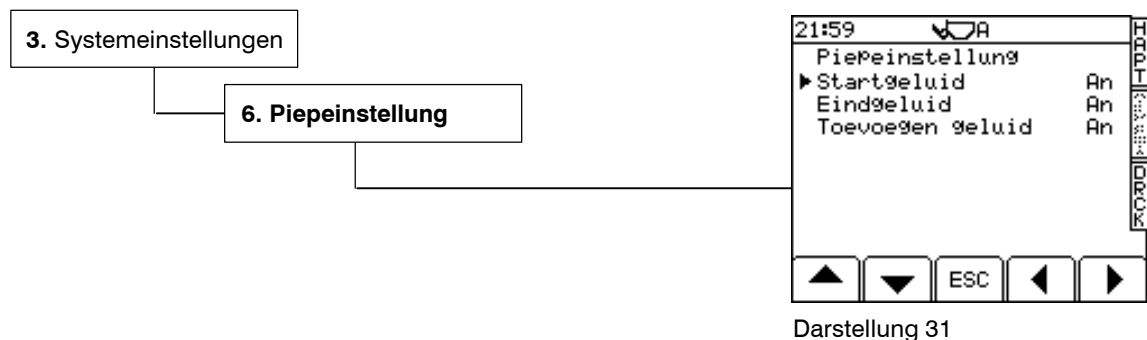 3. Systemeinstellungen
6. Piepeinstellung
21:59 A
Piepeinstellung
Startgeluid An
Eindgeluid An
Toevoegen geluid An
HAPT
DRCK
ESC
Darstellung 31